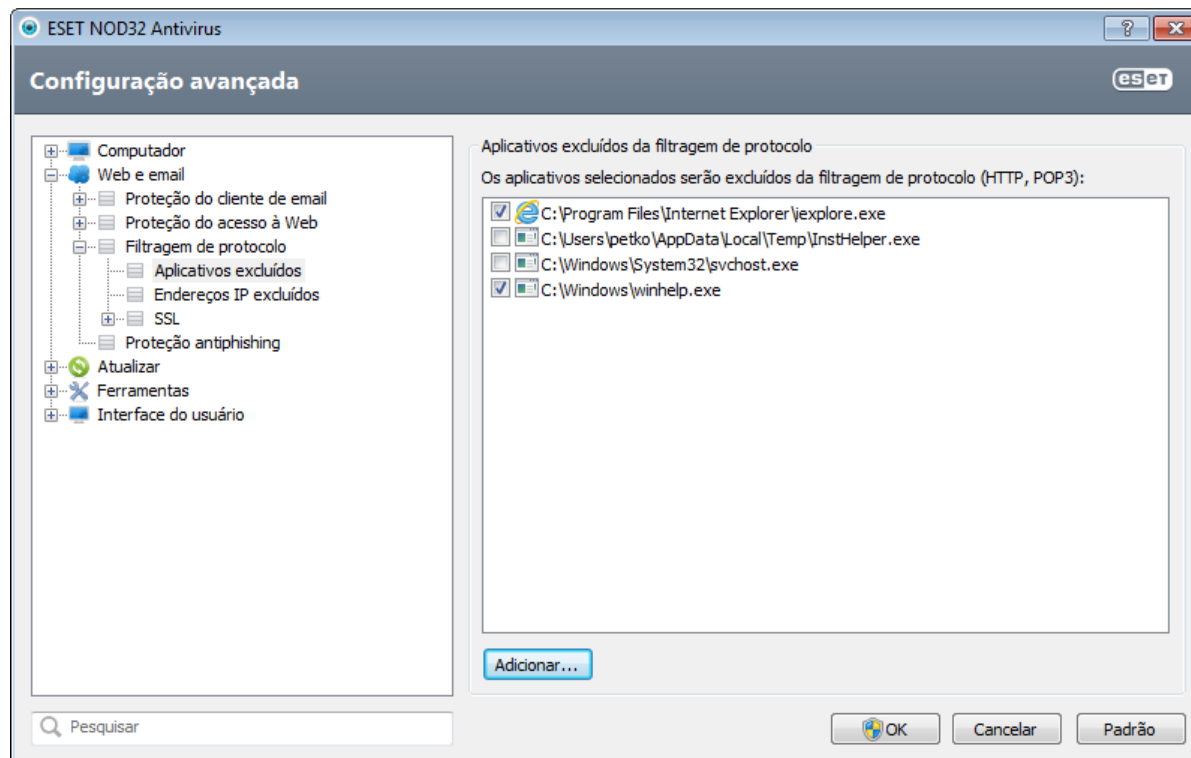 ESET NOD32 Antivirus
?
Configuração avançada
eset
Computador
Web e email
Proteção do cliente de email
Proteção do acesso à Web
Filtragem de protocolo
Aplicativos excluídos
Endereços IP excluídos
SSL
Proteção antiphishing
Atualizar
Ferramentas
Interface do usuário
Aplicativos excluídos da filtragem de protocolo
Os aplicativos selecionados serão excluídos da filtragem de protocolo (HTTP, POP3):
C:\Program Files\Internet Explorer\iexplore.exe
C:\Users\petko\AppData\Local\Temp\InstHelper.exe
C:\Windows\System32\svchost.exe
C:\Windows\winhelp.exe
Adicionar...
Pesquisar
OK
Cancelar
Padrão